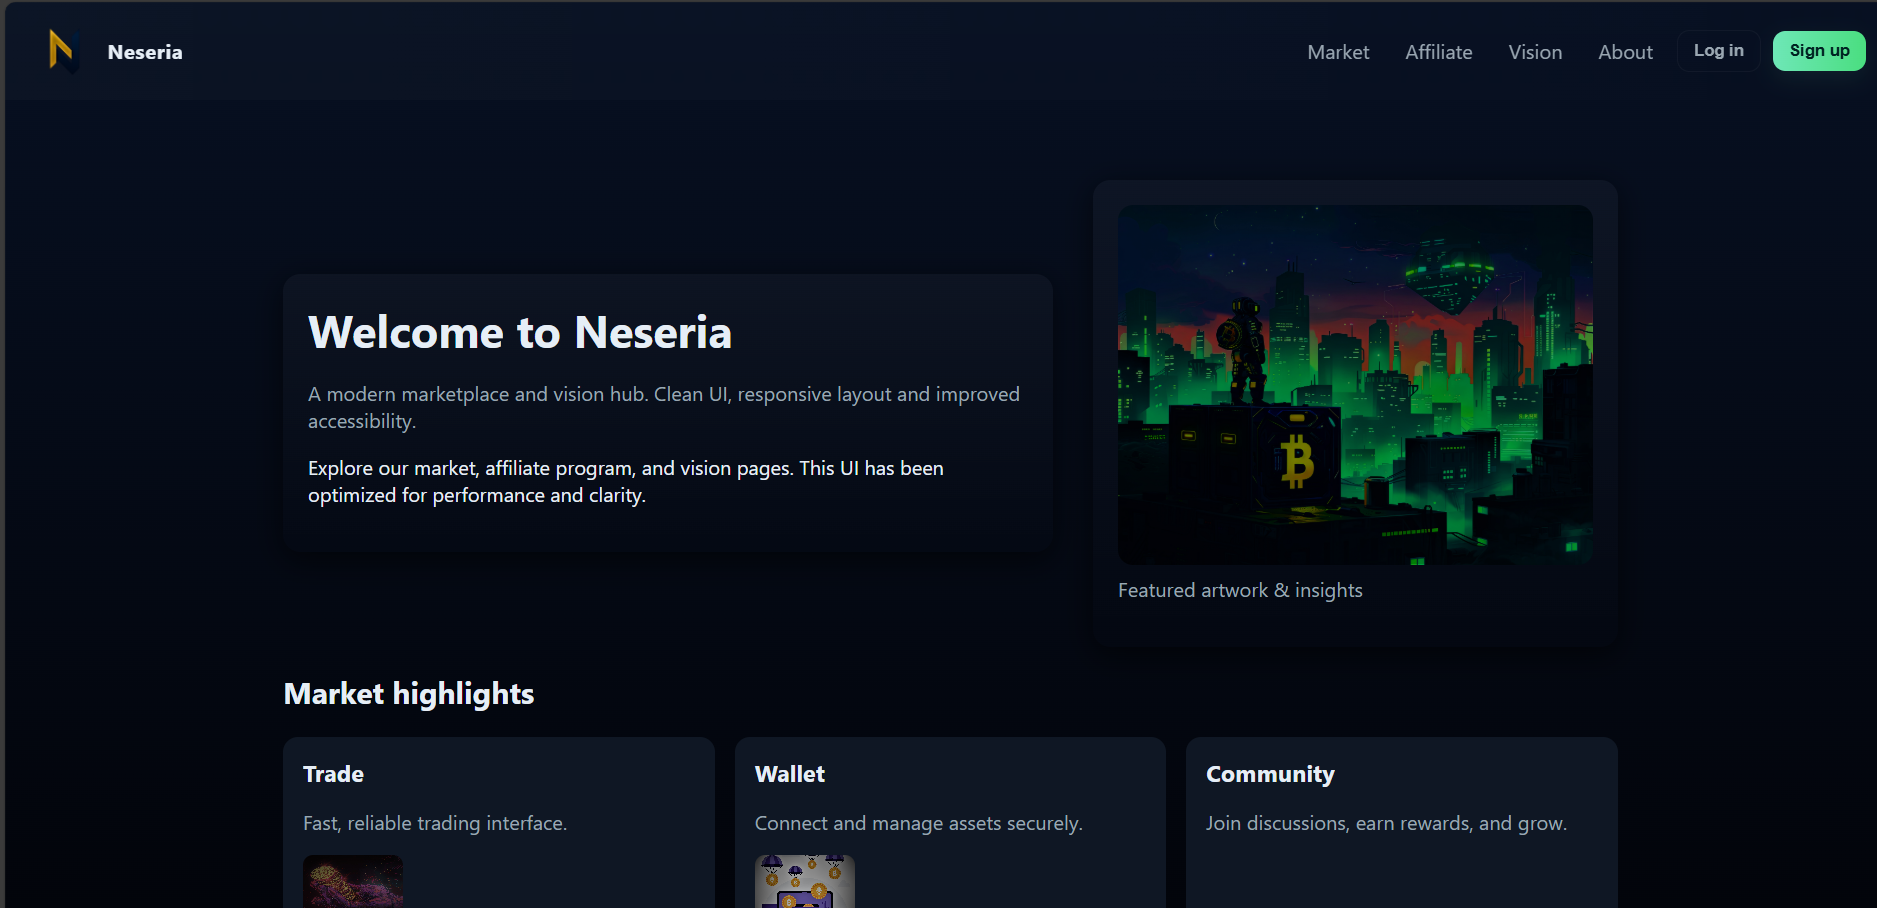 Neseria
Market
Affiliate
Vision
About
Log in
Sign up
Welcome to Neseria
A modern marketplace and vision hub. Clean UI, responsive layout and improved
accessibility.
Explore our market, affiliate program, and vision pages. This UI has been
optimized for performance and clarity.
Featured artwork & insights
Market highlights
Trade
Fast, reliable trading interface.
Wallet
Connect and manage assets securely.
Community
Join discussions, earn rewards, and grow.